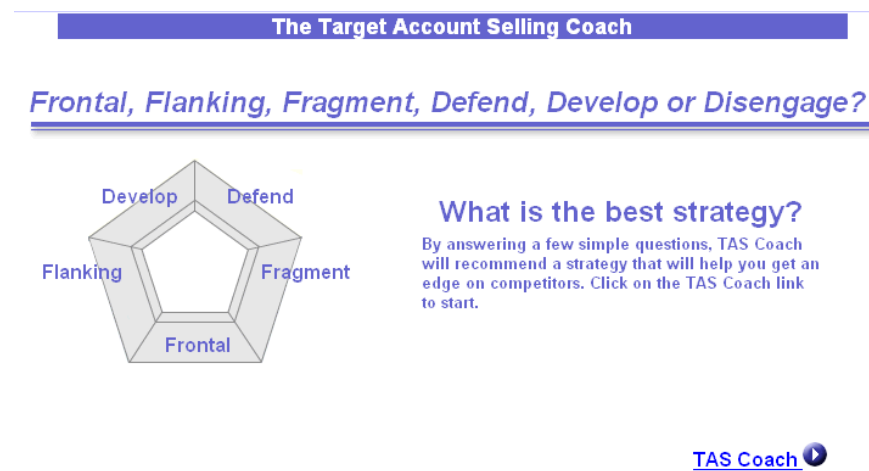 The Target Account Selling Coach
Frontal, Flanking, Fragment, Defend, Develop or Disengage?
Develop
Defend
Flanking
Fragment
Frontal
What is the best strategy?
By answering a few simple questions, TAS Coach
will recommend a strategy that will help you get an
edge on competitors. Click on the TAS Coach link
to start.
TAS Coach